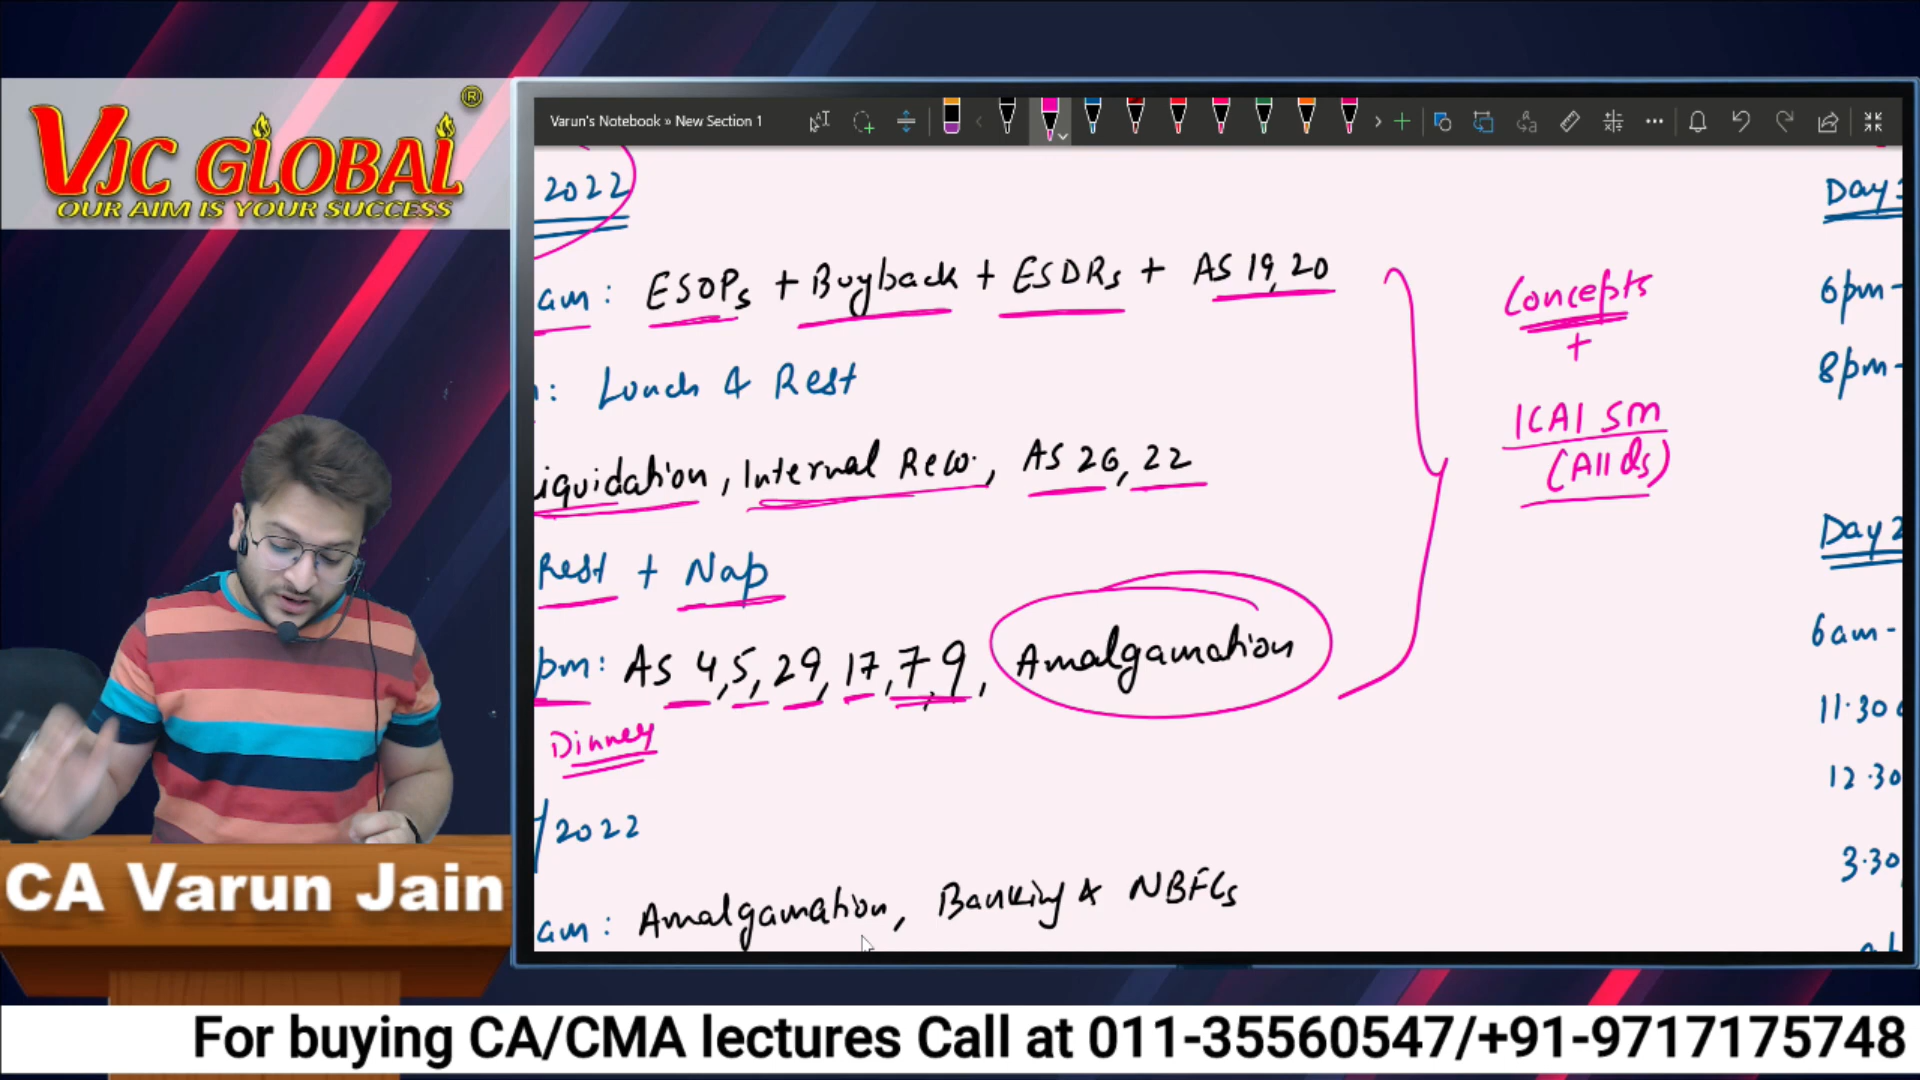 VJC GLOBAL®
OUR AIM IS YOUR SUCCESS
Varun's Notebook » New Section 1
2022
am: ESOPs + Buyback + ESDRs + AS 19, 20
: Lunch & Rest
iquidation, Internal Reco., AS 26, 22
Rest + Nap
pm: AS 4, 5, 29, 17, 7, 9, Amalgamation
Dinner
/2022
am: Amalgamation, Banking & NBFCs
Concepts
+
ICAI SM
(All Qs)
Day
6pm-
8pm-
Day 2
6am-
11.30
12.30
3.30
CA Varun Jain
For buying CA/CMA lectures Call at 011-35560547/+91-9717175748